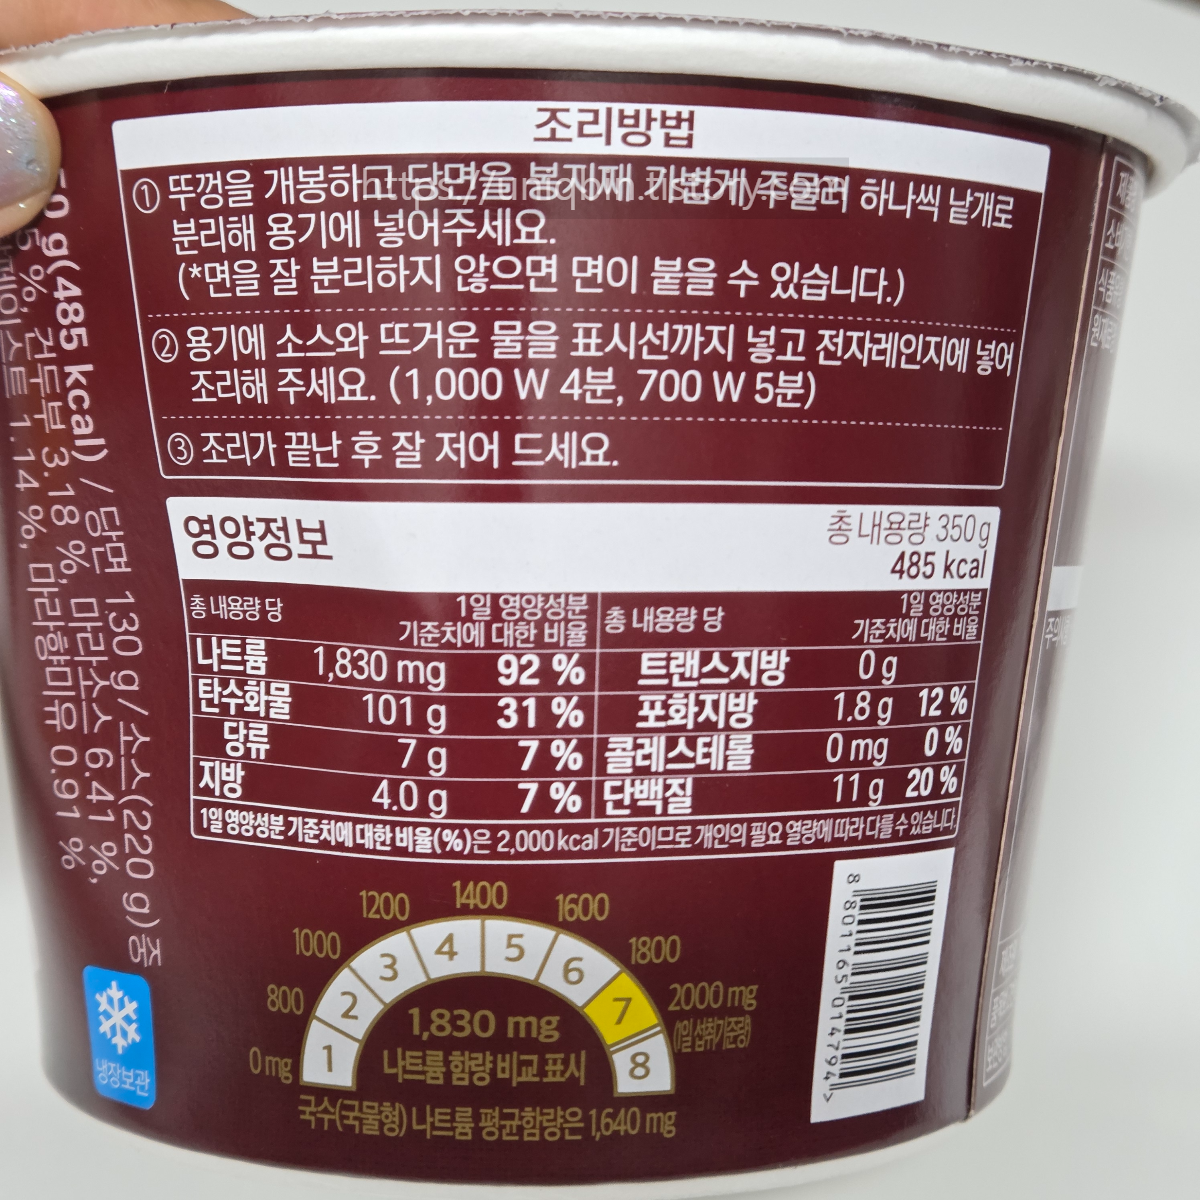 조리방법
① 뚜껑을 개봉하고 당면을 봉지째 가볍게 주물러 하나씩 낱개로
분리해 용기에 넣어주세요.
(*면을 잘 분리하지 않으면 면이 붙을 수 있습니다.)
② 용기에 소스와 뜨거운 물을 표시선까지 넣고 전자레인지에 넣어
조리해 주세요. (1,000 W 4분, 700 W 5분)
③ 조리가 끝난 후 잘 저어 드세요.
영양정보
총 내용량 350 g
485 kcal
총 내용량 당 1일 영양성분 기준치에 대한 비율
총 내용량 당 1일 영양성분 기준치에 대한 비율
나트륨 1,830 mg 92 % 트랜스지방 0 g
탄수화물 101 g 31 % 포화지방 1.8 g 12 %
당류 7 g 7 % 콜레스테롤 0 mg 0 %
지방 4.0 g 7 % 단백질 11 g 20 %
1일 영양성분 기준치에 대한 비율(%)은 2,000 kcal 기준이므로 개인의 필요 열량에 따라 다를 수 있습니다.
0 mg 800 1000 1200 1400 1600 1800 2000 mg
(1일 섭취기준량)
1 2 3 4 5 6 7 8
1,830 mg
나트륨 함량 비교 표시
국수(국물형) 나트륨 평균함량은 1,640 mg
8 801165 014794
0 g(485 kcal) / 당면 130 g / 소스(220 g) 중
5 %, 건두부 3.18 %, 마라소스 6.41 %,
1.14 %, 마라향미유 0.91 %
냉장보관